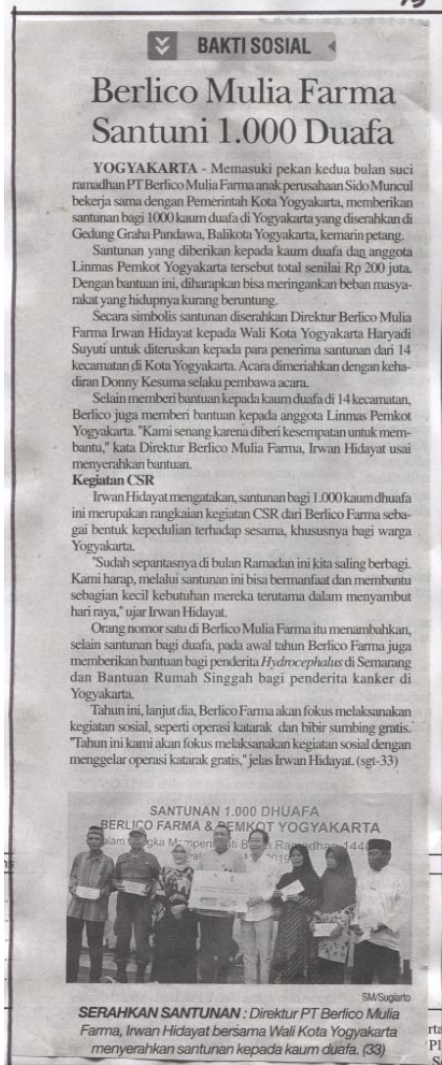 BAKTI SOSIAL
Berlico Mulia Farma
Santuni 1.000 Duafa
YOGYAKARTA - Memasuki pekan kedua bulan suci
ramadhan PT Berlico Mulia Farma anak perusahaan Sido Muncul
bekerja sama dengan Pemerintah Kota Yogyakarta, memberikan
santunan bagi 1000 kaum duafa di Yogyakarta yang diserahkan di
Gedung Graha Pandawa, Balikota Yogyakarta, kemarin petang.
Santunan yang diberikan kepada kaum duafa dan anggota
Linmas Pemkot Yogyakarta tersebut total senilai Rp 200 juta.
Dengan bantuan ini, diharapkan bisa meringankan beban masya-
rakat yang hidupnya kurang beruntung.
Secara simbolis santunan diserahkan Direktur Berlico Mulia
Farma Irwan Hidayat kepada Wali Kota Yogyakarta Haryadi
Suyuti untuk diteruskan kepada para penerima santunan dari 14
kecamatan di Kota Yogyakarta. Acara dimeriahkan dengan keha-
diran Donny Kesuma selaku pembawa acara.
Selain memberi bantuan kepada kaum duafa di 14 kecamatan,
Berlico juga memberi bantuan kepada anggota Linmas Pemkot
Yogyakarta. "Kami senang karena diberi kesempatan untuk mem-
bantu," kata Direktur Berlico Mulia Farma, Irwan Hidayat usai
menyerahkan bantuan.
Kegiatan CSR
Irwan Hidayat mengatakan, santunan bagi 1.000 kaum dhuafa
ini merupakan rangkaian kegiatan CSR dari Berlico Farma seba-
gai bentuk kepedulian terhadap sesama, khususnya bagi warga
Yogyakarta.
"Sudah sepantasnya di bulan Ramadan ini kita saling berbagi.
Kami harap, melalui santunan ini bisa bermanfaat dan membantu
sebagian kecil kebutuhan mereka terutama dalam menyambut
hari raya," ujar Irwan Hidayat.
Orang nomor satu di Berlico Mulia Farma itu menambahkan,
selain santunan bagi duafa, pada awal tahun Berlico Farma juga
memberikan bantuan bagi penderita Hydrocephalus di Semarang
dan Bantuan Rumah Singgah bagi penderita kanker di
Yogyakarta.
Tahun ini, lanjut dia, Berlico Farma akan fokus melaksanakan
kegiatan sosial, seperti operasi katarak dan bibir sumbing gratis.
"Tahun ini kami akan fokus melaksanakan kegiatan sosial dengan
menggelar operasi katarak gratis," jelas Irwan Hidayat. (sgt-33)
SANTUNAN 1.000 DHUAFA
BERLICO FARMA & PEMKOT YOGYAKARTA
SM/Sugiarto
SERAHKAN SANTUNAN : Direktur PT Berlico Mulia
Farma, Irwan Hidayat bersama Wali Kota Yogyakarta
menyerahkan santunan kepada kaum duafa. (33)